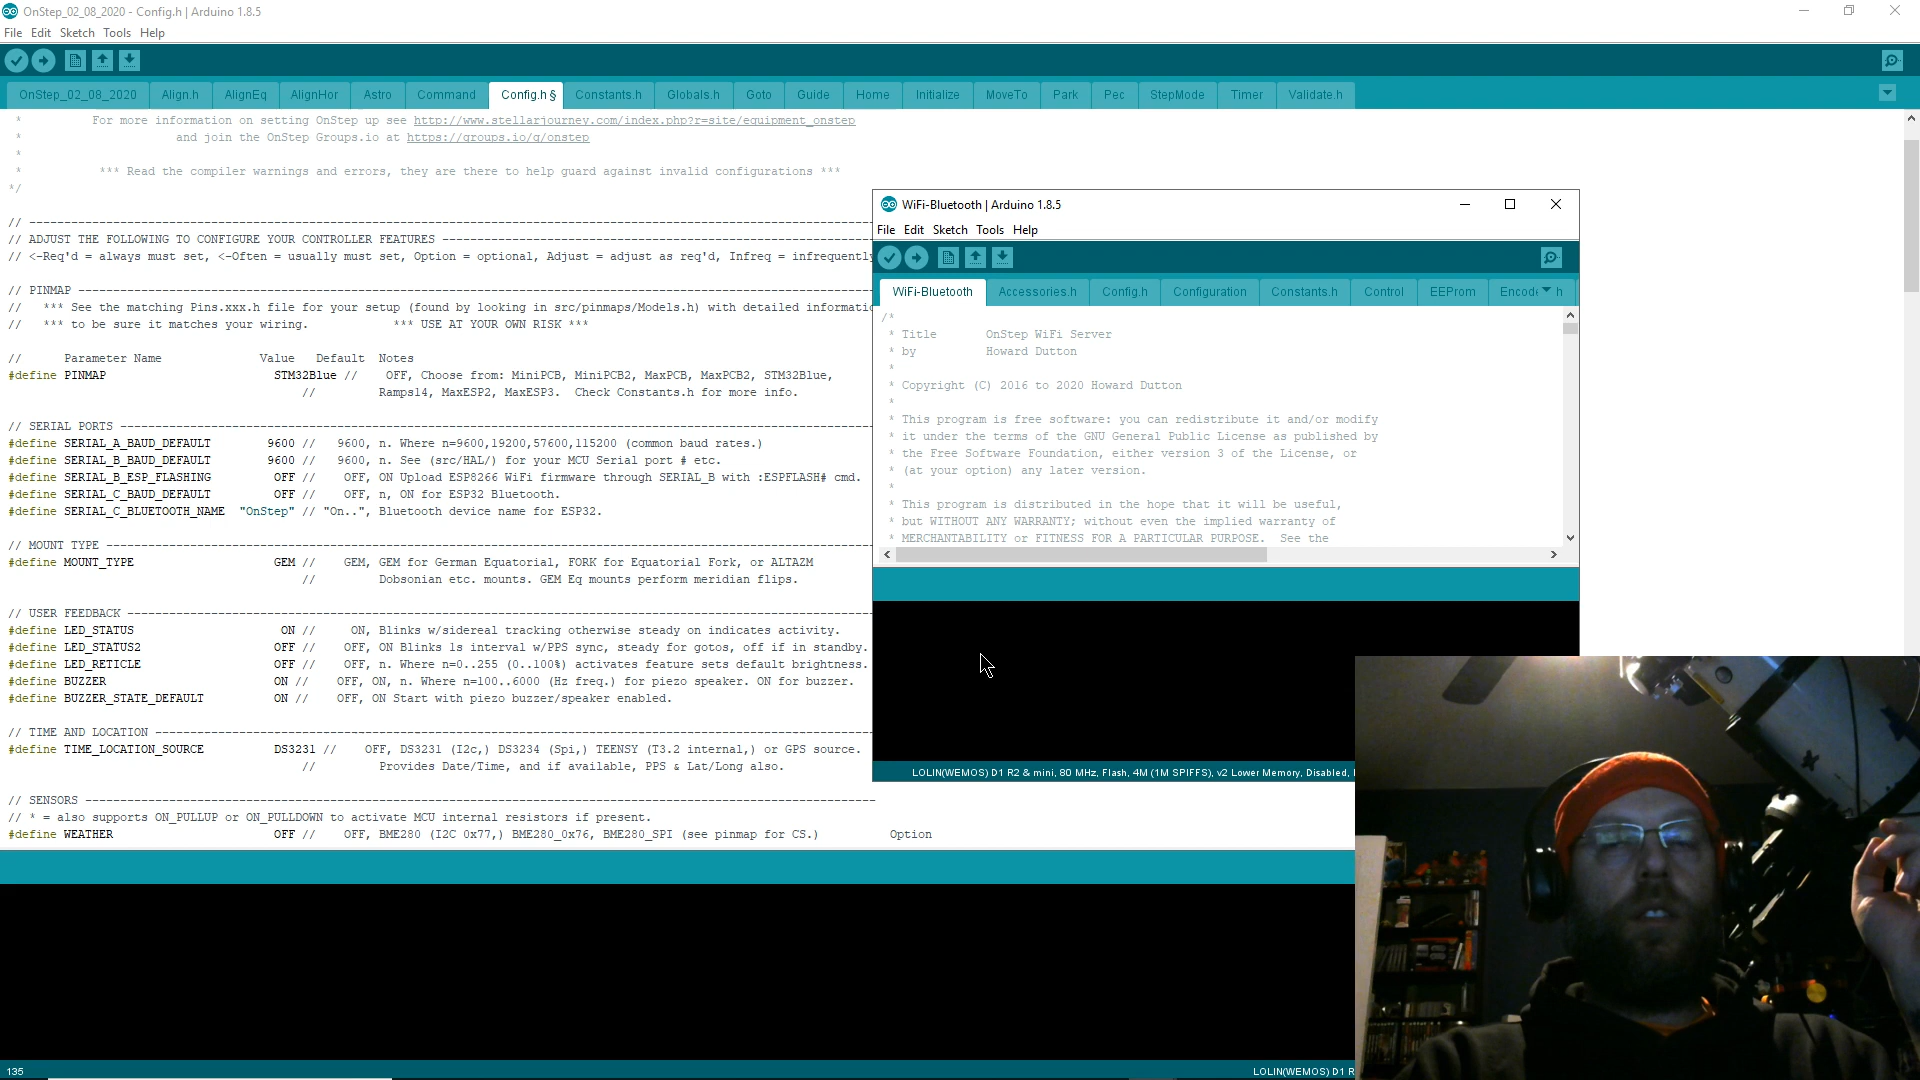 OnStep_02_08_2020 - Config.h | Arduino 1.8.5
File Edit Sketch Tools Help
OnStep_02_08_2020 Align.h AlignEq AlignHor Astro Command Config.h § Constants.h Globals.h Goto Guide Home Initialize MoveTo Park Pec StepMode Timer Validate.h
* For more information on setting OnStep up see http://www.stellarjourney.com/index.php?r=site/equipment_onstep
* and join the OnStep Groups.io at https://groups.io/g/onstep
*
* *** Read the compiler warnings and errors, they are there to help guard against invalid configurations ***
*/
// ---------------------------------------------------------------------------
// ADJUST THE FOLLOWING TO CONFIGURE YOUR CONTROLLER FEATURES ---------------------------------------------------------------------------
// <-Req'd = always must set, <-Often = usually must set, Option = optional, Adjust = adjust as req'd, Infreq = infrequently
// PINMAP ---------------------------------------------------------------------------
// *** See the matching Pins.xxx.h file for your setup (found by looking in src/pinmaps/Models.h) with detailed informatio
// *** to be sure it matches your wiring. *** USE AT YOUR OWN RISK ***
// Parameter Name Value Default Notes
#define PINMAP STM32Blue // OFF, Choose from: MiniPCB, MiniPCB2, MaxPCB, MaxPCB2, STM32Blue,
// Ramps14, MaxESP2, MaxESP3. Check Constants.h for more info.
// SERIAL PORTS ---------------------------------------------------------------------------
#define SERIAL_A_BAUD_DEFAULT 9600 // 9600, n. Where n=9600,19200,57600,115200 (common baud rates.)
#define SERIAL_B_BAUD_DEFAULT 9600 // 9600, n. See (src/HAL/) for your MCU Serial port # etc.
#define SERIAL_B_ESP_FLASHING OFF // OFF, ON Upload ESP8266 WiFi firmware through SERIAL_B with :ESPFLASH# cmd.
#define SERIAL_C_BAUD_DEFAULT OFF // OFF, n, ON for ESP32 Bluetooth.
#define SERIAL_C_BLUETOOTH_NAME "OnStep" // "On..", Bluetooth device name for ESP32.
// MOUNT TYPE ---------------------------------------------------------------------------
#define MOUNT_TYPE GEM // GEM, GEM for German Equatorial, FORK for Equatorial Fork, or ALTAZM
// Dobsonian etc. mounts. GEM Eq mounts perform meridian flips.
// USER FEEDBACK ---------------------------------------------------------------------------
#define LED_STATUS ON // ON, Blinks w/sidereal tracking otherwise steady on indicates activity.
#define LED_STATUS2 OFF // OFF, ON Blinks 1s interval w/PPS sync, steady for gotos, off if in standby.
#define LED_RETICLE OFF // OFF, n. Where n=0..255 (0..100%) activates feature sets default brightness.
#define BUZZER ON // OFF, ON, n. Where n=100..6000 (Hz freq.) for piezo speaker. ON for buzzer.
#define BUZZER_STATE_DEFAULT ON // OFF, ON Start with piezo buzzer/speaker enabled.
// TIME AND LOCATION ---------------------------------------------------------------------------
#define TIME_LOCATION_SOURCE DS3231 // OFF, DS3231 (I2c,) DS3234 (Spi,) TEENSY (T3.2 internal,) or GPS source.
// Provides Date/Time, and if available, PPS & Lat/Long also.
// SENSORS ---------------------------------------------------------------------------
// * = also supports ON_PULLUP or ON_PULLDOWN to activate MCU internal resistors if present.
#define WEATHER OFF // OFF, BME280 (I2C 0x77,) BME280_0x76, BME280_SPI (see pinmap for CS.) Option
135
LOLIN(WEMOS) D1 R
WiFi-Bluetooth | Arduino 1.8.5
File Edit Sketch Tools Help
WiFi-Bluetooth Accessories.h Config.h Configuration Constants.h Control EEProm Encode h
/*
* Title OnStep WiFi Server
* by Howard Dutton
*
* Copyright (C) 2016 to 2020 Howard Dutton
*
* This program is free software: you can redistribute it and/or modify
* it under the terms of the GNU General Public License as published by
* the Free Software Foundation, either version 3 of the License, or
* (at your option) any later version.
*
* This program is distributed in the hope that it will be useful,
* but WITHOUT ANY WARRANTY; without even the implied warranty of
* MERCHANTABILITY or FITNESS FOR A PARTICULAR PURPOSE. See the
LOLIN(WEMOS) D1 R2 & mini, 80 MHz, Flash, 4M (1M SPIFFS), v2 Lower Memory, Disabled,